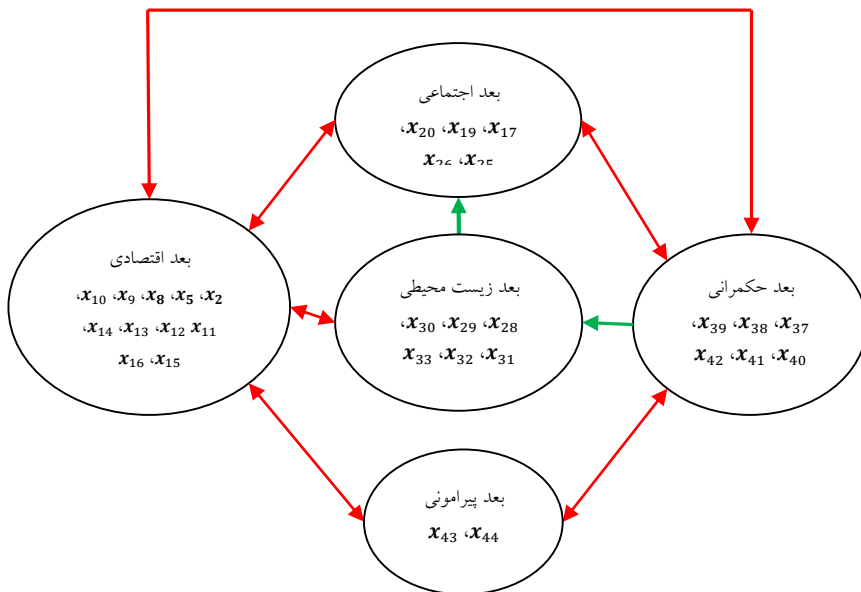 بعد اجتماعی
x17، x19، x20،
x25، x26
بعد اقتصادی
x2، x5، x8، x9، x10،
x11 x12، x13، x14،
x15، x16
بعد زیست محیطی
x28، x29، x30،
x31، x32، x33
بعد حکمرانی
x37، x38، x39،
x40، x41، x42
بعد پیرامونی
x44، x43